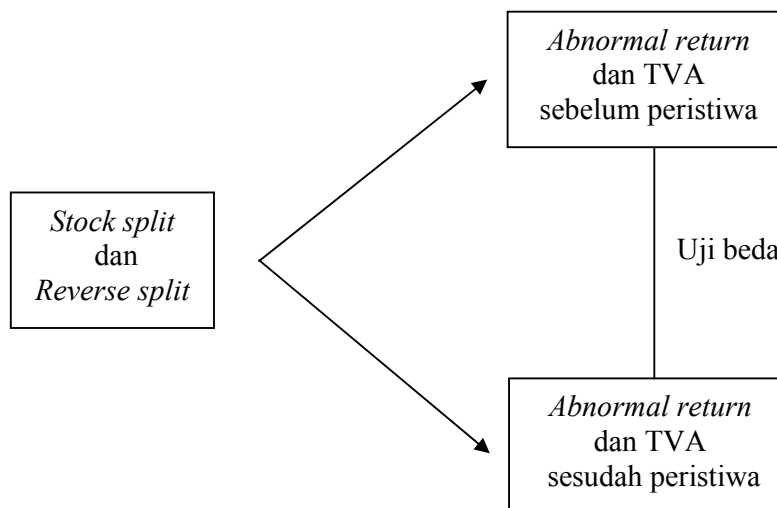 Abnormal return
dan TVA
sebelum peristiwa
Stock split
dan
Reverse split
Uji beda
Abnormal return
dan TVA
sesudah peristiwa